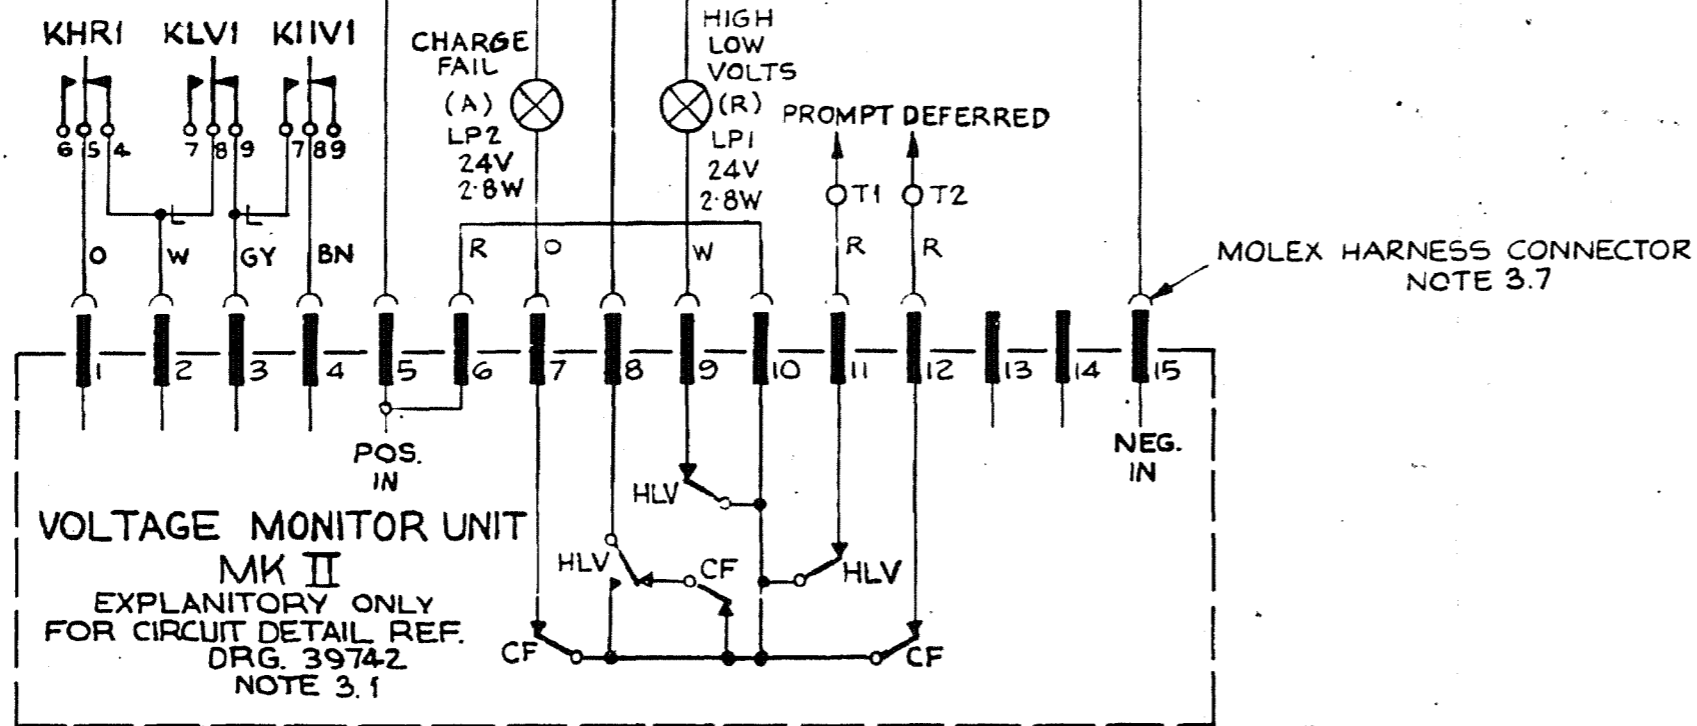 KHR1 KLV1 KHV1
6 5 4 7 8 9 7 8 9
CHARGE
FAIL
(A)
LP2
24V
2·8W
HIGH
LOW
VOLTS
(R)
LP1
24V
2·8W
PROMPT DEFERRED
T1 T2
L L
O W GY BN R O W R R
MOLEX HARNESS CONNECTOR
NOTE 3.7
1 2 3 4 5 6 7 8 9 10 11 12 13 14 15
POS.
IN
NEG.
IN
HLV
HLV CF HLV
CF CF
VOLTAGE MONITOR UNIT
MK II
EXPLANITORY ONLY
FOR CIRCUIT DETAIL REF.
DRG. 39742
NOTE 3.1